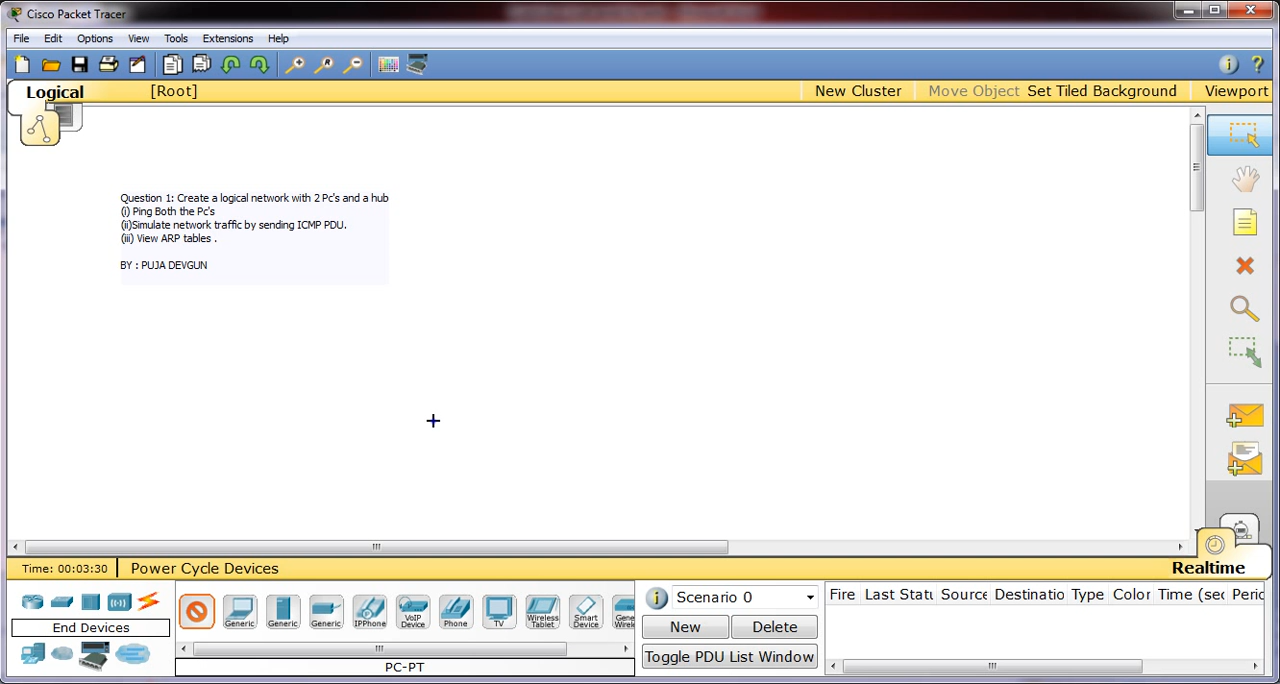 Cisco Packet Tracer
File Edit Options View Tools Extensions Help
Logical [Root] New Cluster Move Object Set Tiled Background Viewport
Question 1: Create a logical network with 2 Pc's and a hub
(i) Ping Both the Pc's
(ii)Simulate network traffic by sending ICMP PDU.
(iii) View ARP tables .
BY : PUJA DEVGUN
Time: 00:03:30 Power Cycle Devices Realtime
End Devices
Generic Generic Generic IPPhone VoIP Device Phone TV Wireless Tablet Smart Device
PC-PT
Scenario 0
New Delete
Toggle PDU List Window
Fire Last Statu Source Destinatio Type Color Time (sec Perio